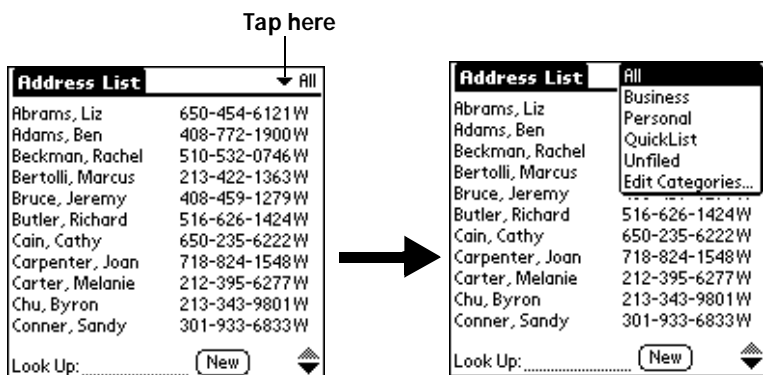 Tap here
Address List All
Abrams, Liz 650-454-6121W
Adams, Ben 408-772-1900W
Beckman, Rachel 510-532-0746W
Bertolli, Marcus 213-422-1363W
Bruce, Jeremy 408-459-1279W
Butler, Richard 516-626-1424W
Cain, Cathy 650-235-6222W
Carpenter, Joan 718-824-1548W
Carter, Melanie 212-395-6277W
Chu, Byron 213-343-9801W
Conner, Sandy 301-933-6833W
Look Up: New
Address List
All
Business
Personal
QuickList
Unfiled
Edit Categories...
Abrams, Liz
Adams, Ben
Beckman, Rachel
Bertolli, Marcus
Bruce, Jeremy
Butler, Richard 516-626-1424W
Cain, Cathy 650-235-6222W
Carpenter, Joan 718-824-1548W
Carter, Melanie 212-395-6277W
Chu, Byron 213-343-9801W
Conner, Sandy 301-933-6833W
Look Up: New